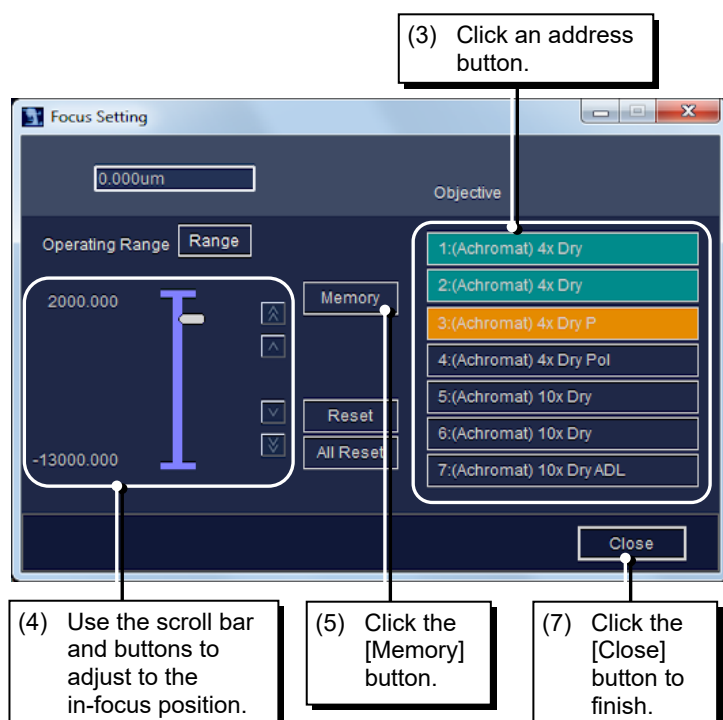 (3) Click an address
button.
Focus Setting
0.000um
Objective
Operating Range Range
1:(Achromat) 4x Dry
2:(Achromat) 4x Dry
3:(Achromat) 4x Dry P
4:(Achromat) 4x Dry Pol
5:(Achromat) 10x Dry
6:(Achromat) 10x Dry
7:(Achromat) 10x Dry ADL
2000.000
-13000.000
Memory
Reset
All Reset
Close
(4) Use the scroll bar
and buttons to
adjust to the
in-focus position.
(5) Click the
[Memory]
button.
(7) Click the
[Close]
button to
finish.